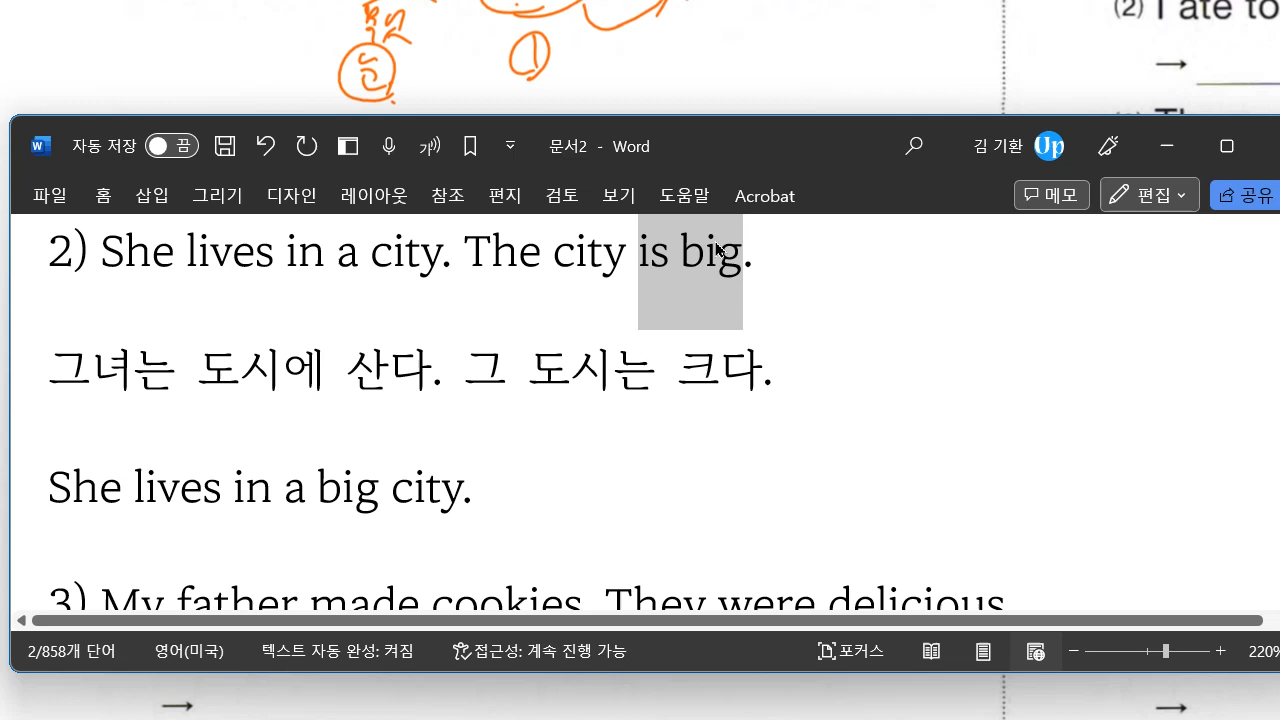 (2) I ate to
→
①
눈
→
자동 저장 끔 가)) 문서2 - Word 김 기환 Up
파일 홈 삽입 그리기 디자인 레이아웃 참조 편지 검토 보기 도움말 Acrobat 메모 편집 공유
2) She lives in a city. The city is big.
그녀는 도시에 산다. 그 도시는 크다.
She lives in a big city.
3) My father made cookies. They were delicious
2/858개 단어 영어(미국) 텍스트 자동 완성: 켜짐 접근성: 계속 진행 가능 포커스 - + 220%
→ →